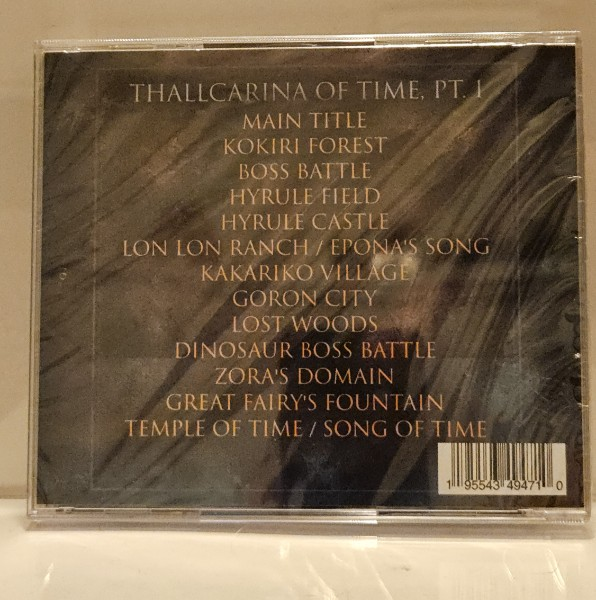 THALLCARINA OF TIME, PT. I
MAIN TITLE
KOKIRI FOREST
BOSS BATTLE
HYRULE FIELD
HYRULE CASTLE
LON LON RANCH / EPONA'S SONG
KAKARIKO VILLAGE
GORON CITY
LOST WOODS
DINOSAUR BOSS BATTLE
ZORA'S DOMAIN
GREAT FAIRY'S FOUNTAIN
TEMPLE OF TIME / SONG OF TIME
1 95543 49471 0